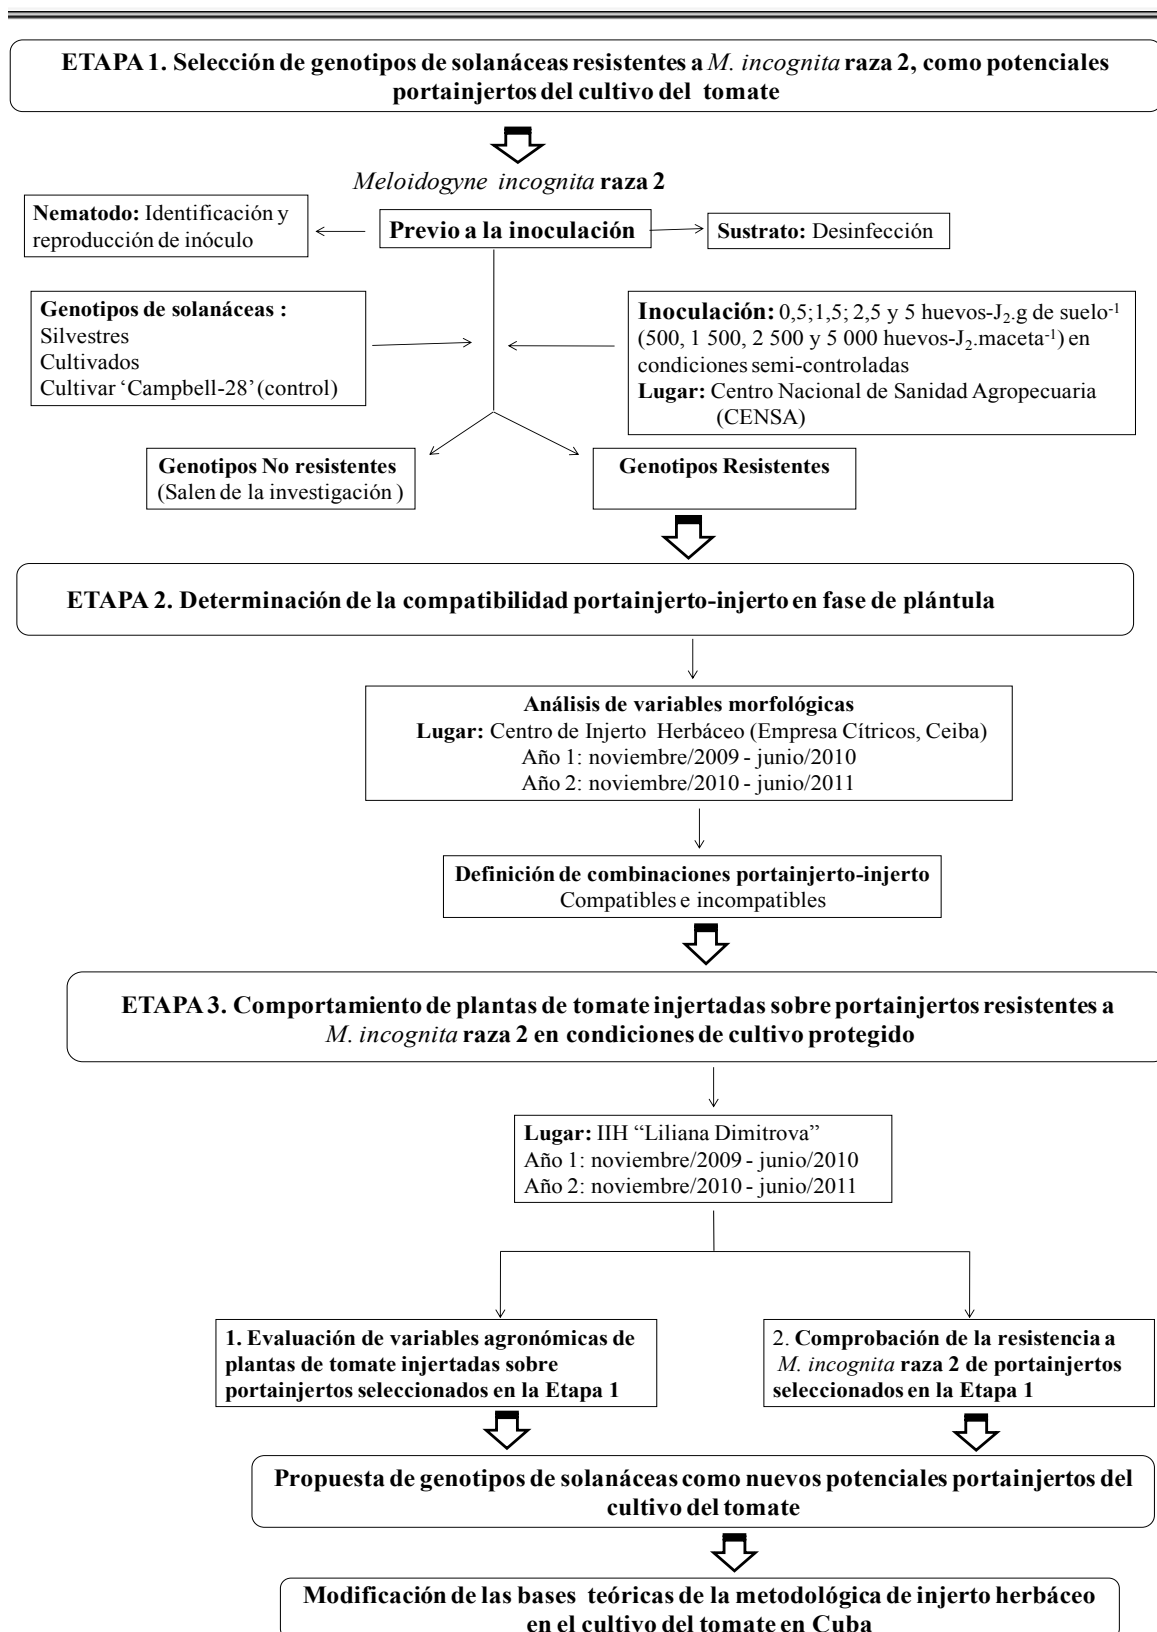 ETAPA 1. Selección de genotipos de solanáceas resistentes a M. incognita raza 2, como potenciales
portainjertos del cultivo del tomate
Meloidogyne incognita raza 2
Nematodo: Identificación y
reproducción de inóculo
Previo a la inoculación
Sustrato: Desinfección
Genotipos de solanáceas :
Silvestres
Cultivados
Cultivar ‘Campbell-28’ (control)
Inoculación: 0,5;1,5; 2,5 y 5 huevos-J₂.g de suelo⁻¹
(500, 1 500, 2 500 y 5 000 huevos-J₂.maceta⁻¹) en
condiciones semi-controladas
Lugar: Centro Nacional de Sanidad Agropecuaria
(CENSA)
Genotipos No resistentes
(Salen de la investigación )
Genotipos Resistentes
ETAPA 2. Determinación de la compatibilidad portainjerto-injerto en fase de plántula
Análisis de variables morfológicas
Lugar: Centro de Injerto Herbáceo (Empresa Cítricos, Ceiba)
Año 1: noviembre/2009 - junio/2010
Año 2: noviembre/2010 - junio/2011
Definición de combinaciones portainjerto-injerto
Compatibles e incompatibles
ETAPA 3. Comportamiento de plantas de tomate injertadas sobre portainjertos resistentes a
M. incognita raza 2 en condiciones de cultivo protegido
Lugar: IIH “Liliana Dimitrova”
Año 1: noviembre/2009 - junio/2010
Año 2: noviembre/2010 - junio/2011
1. Evaluación de variables agronómicas de
plantas de tomate injertadas sobre
portainjertos seleccionados en la Etapa 1
2. Comprobación de la resistencia a
M. incognita raza 2 de portainjertos
seleccionados en la Etapa 1
Propuesta de genotipos de solanáceas como nuevos potenciales portainjertos del
cultivo del tomate
Modificación de las bases teóricas de la metodológica de injerto herbáceo
en el cultivo del tomate en Cuba